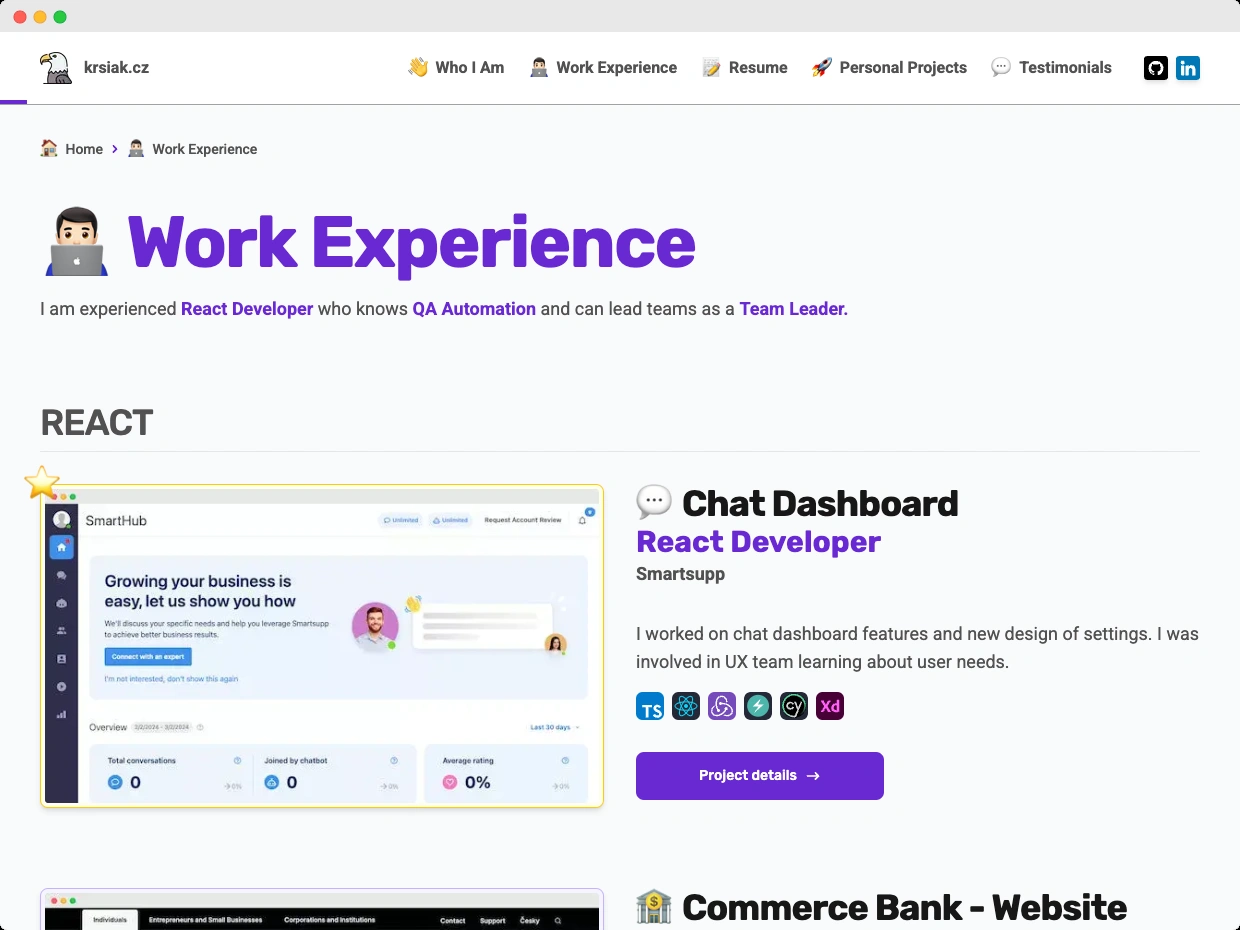 krsiak.cz
Who I Am
Work Experience
Resume
Personal Projects
Testimonials
in
Home
Work Experience
Work Experience
I am experienced React Developer who knows QA Automation and can lead teams as a Team Leader.
REACT
SmartHub
Unlimited
Unlimited
Request Account Review
Growing your business is
easy, let us show you how
We'll discuss your specific needs and help you leverage Smartsupp
to achieve better business results.
Connect with an expert
I'm not interested, don't show this again
Overview
2/2/2024 - 3/2/2024
Last 30 days
Total conversations
0
→ 0%
Joined by chatbot
0
→ 0%
Average rating
0%
→ 0%
Chat Dashboard
React Developer
Smartsupp
I worked on chat dashboard features and new design of settings. I was
involved in UX team learning about user needs.
TS
cy
Xd
Project details →
Individuals
Entrepreneurs and Small Businesses
Corporations and Institutions
Contact
Support
Česky
Commerce Bank - Website